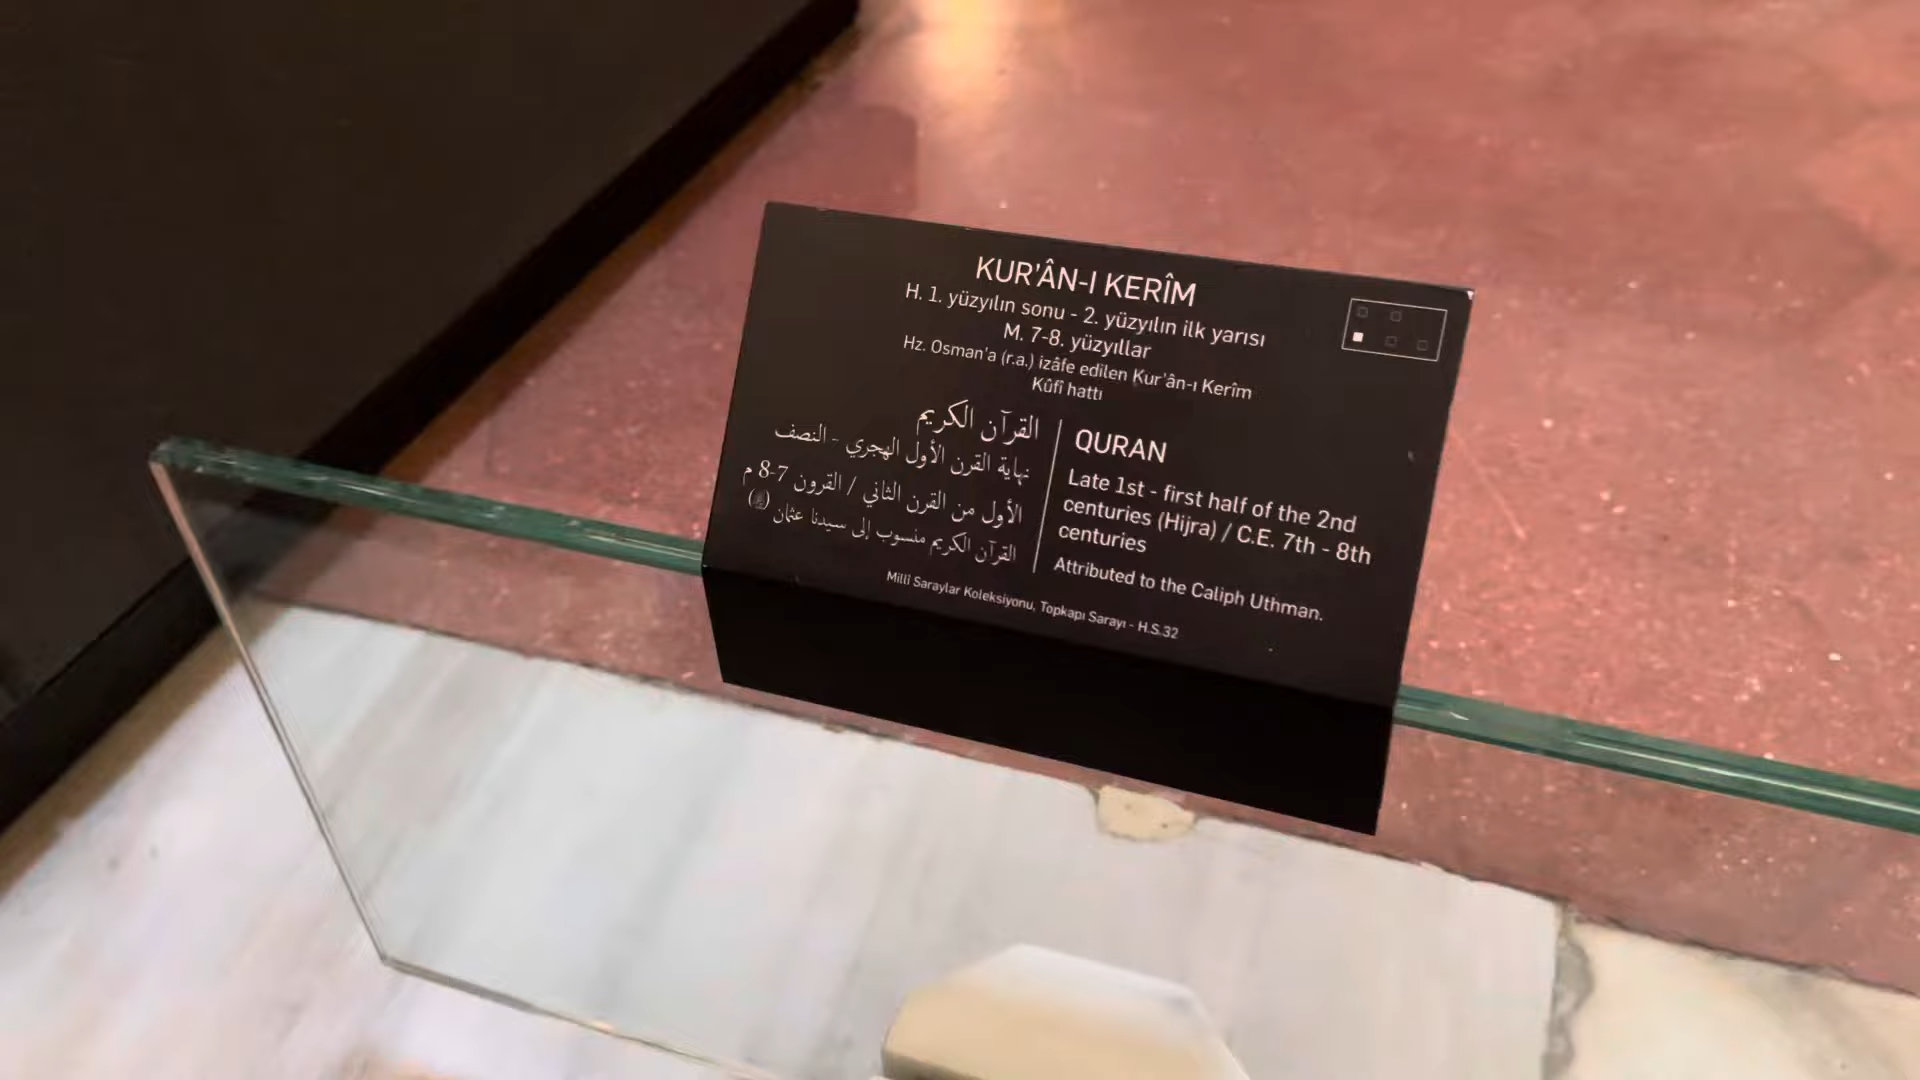 KUR'ÂN-I KERÎM
H. 1. yüzyılın sonu - 2. yüzyılın ilk yarısı
M. 7-8. yüzyıllar
Hz. Osman'a (r.a.) izâfe edilen Kur'ân-ı Kerîm
Kûfî hattı
القرآن الكريم
نهاية القرن الأول الهجري - النصف
الأول من القرن الثاني / القرون 7-8 م
القرآن الكريم منسوب إلى سيدنا عثمان
QURAN
Late 1st - first half of the 2nd
centuries (Hijra) / C.E. 7th - 8th
centuries
Attributed to the Caliph Uthman.
Millî Saraylar Koleksiyonu, Topkapı Sarayı - H.S.32